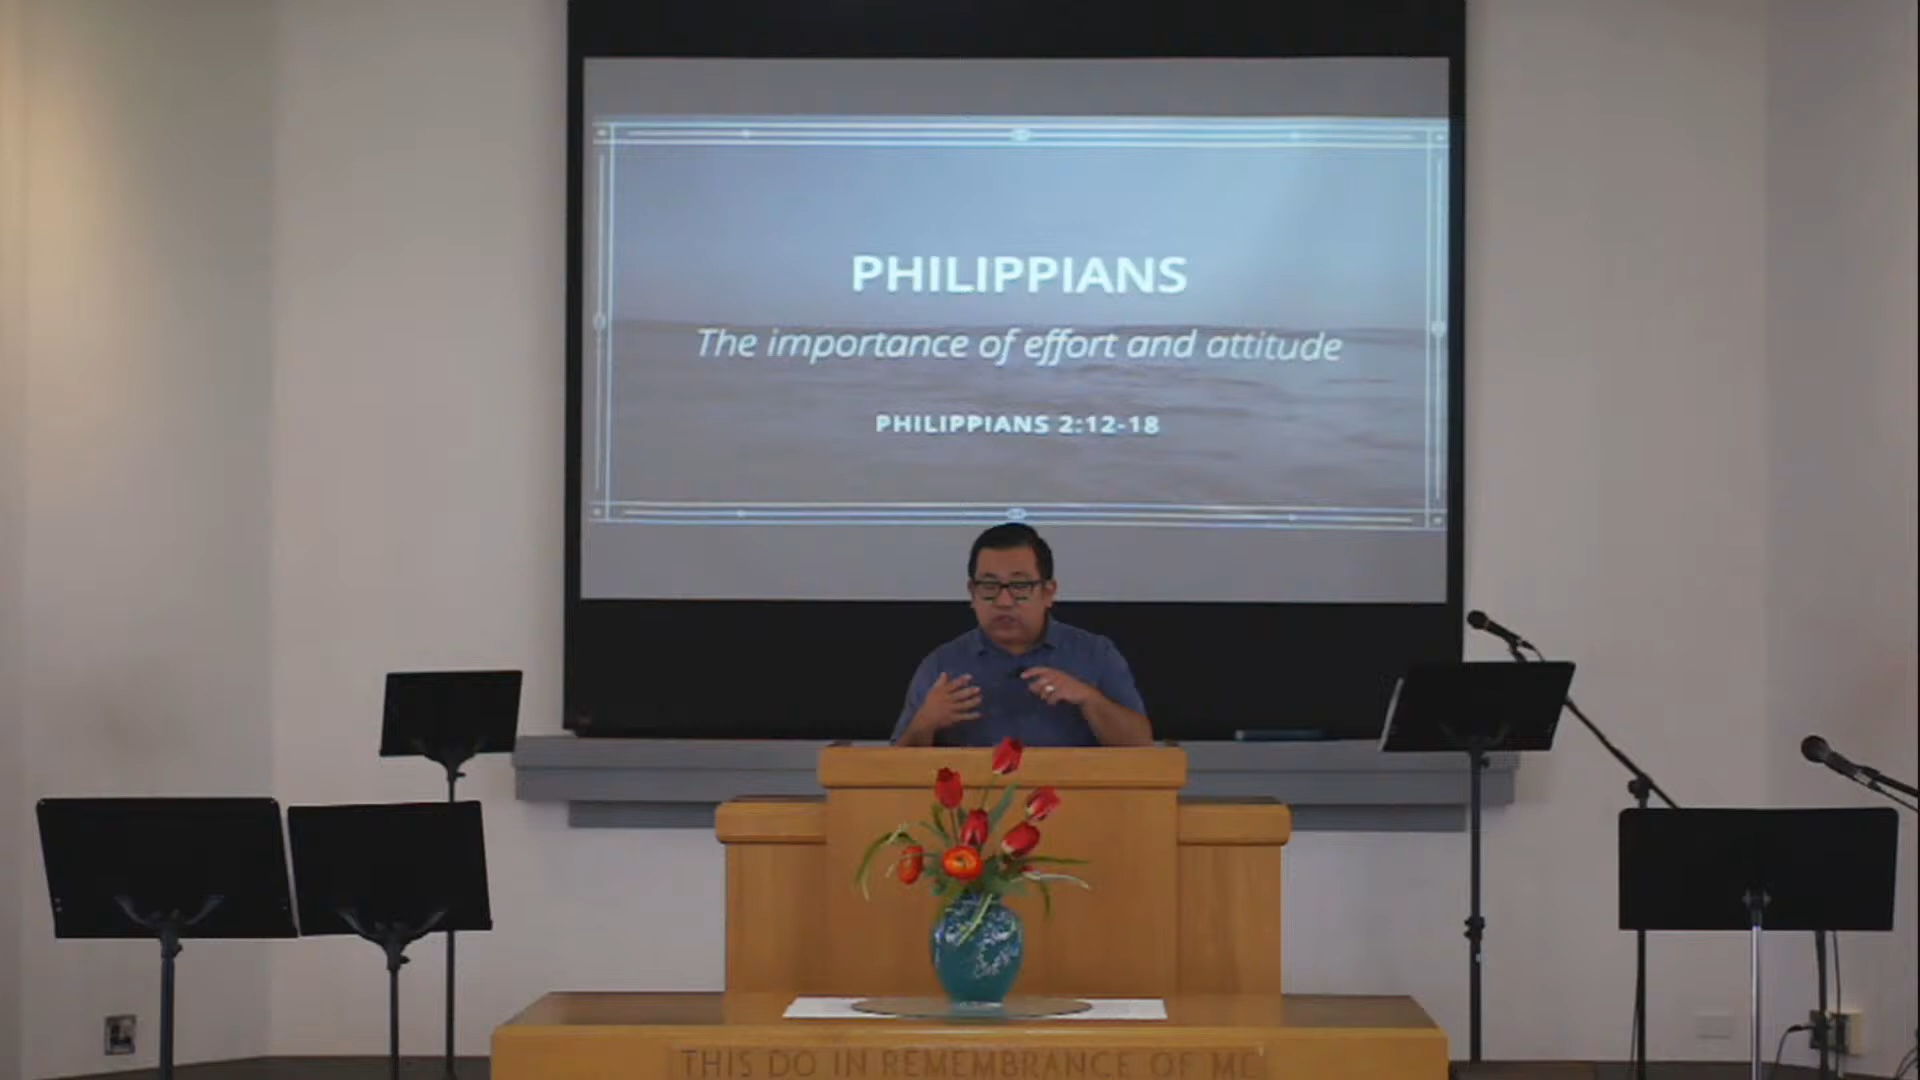 PHILIPPIANS
The importance of effort and attitude
PHILIPPIANS 2:12-18
THIS DO IN REMEMBRANCE OF ME